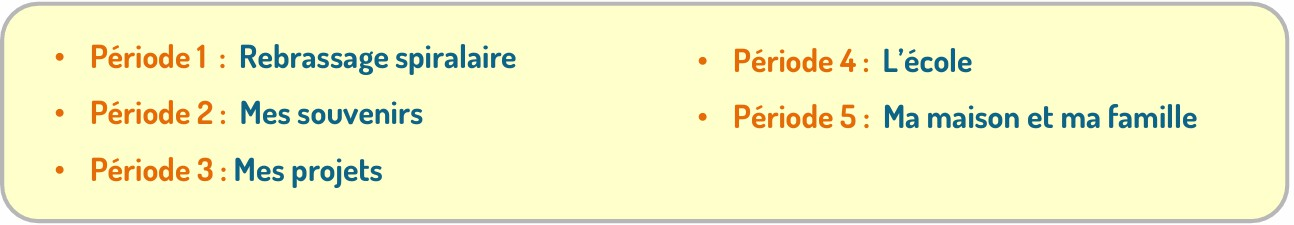 • Période 1 : Rebrassage spiralaire
• Période 2 : Mes souvenirs
• Période 3 : Mes projets
• Période 4 : L’école
• Période 5 : Ma maison et ma famille